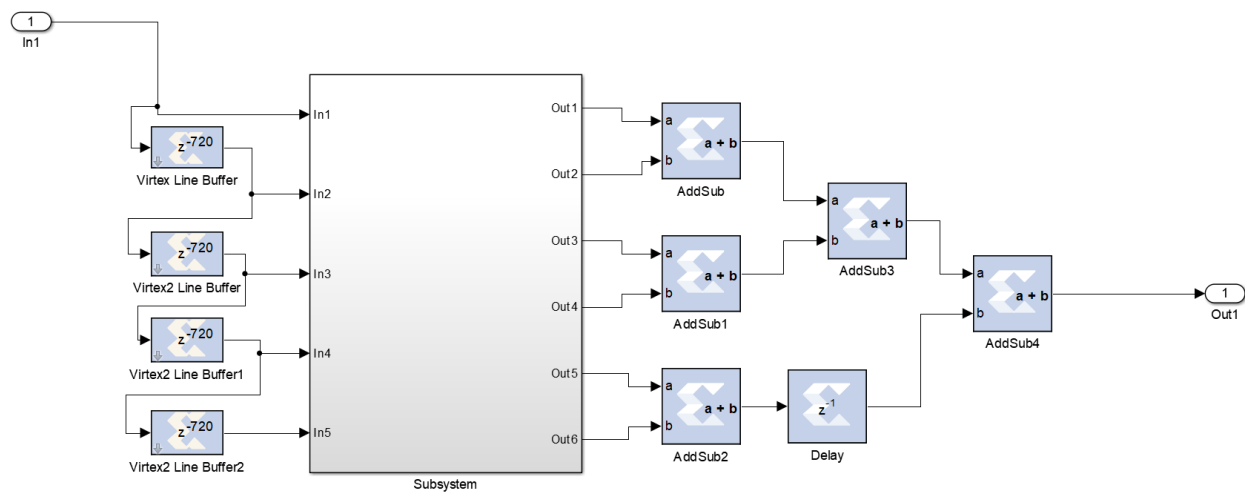 1
In1
z-720
Virtex Line Buffer
z-720
Virtex2 Line Buffer
z-720
Virtex2 Line Buffer1
z-720
Virtex2 Line Buffer2
In1
In2
In3
In4
In5
Out1
Out2
Out3
Out4
Out5
Out6
Subsystem
a
b
a + b
AddSub
a
b
a + b
AddSub1
a
b
a + b
AddSub2
z-1
Delay
a
b
a + b
AddSub3
a
b
a + b
AddSub4
1
Out1